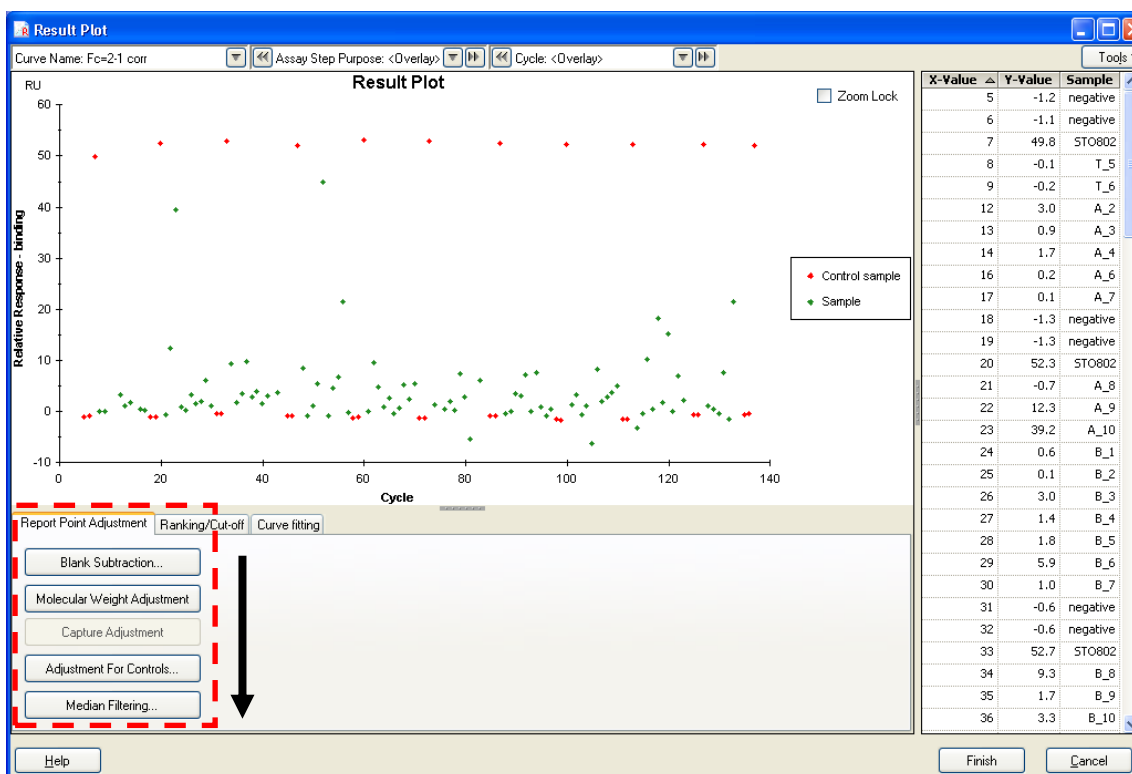 Result Plot
Curve Name: Fc=2-1 corr
Assay Step Purpose: <Overlay>
Cycle: <Overlay>
Tools
Result Plot
RU
Zoom Lock
60
50
40
30
20
10
0
-10
Relative Response - binding
0 20 40 60 80 100 120 140
Cycle
Control sample
Sample
X-Value Y-Value Sample
5 -1.2 negative
6 -1.1 negative
7 49.8 STO802
8 -0.1 T_5
9 -0.2 T_6
12 3.0 A_2
13 0.9 A_3
14 1.7 A_4
16 0.2 A_6
17 0.1 A_7
18 -1.3 negative
19 -1.3 negative
20 52.3 STO802
21 -0.7 A_8
22 12.3 A_9
23 39.2 A_10
24 0.6 B_1
25 0.1 B_2
26 3.0 B_3
27 1.4 B_4
28 1.8 B_5
29 5.9 B_6
30 1.0 B_7
31 -0.6 negative
32 -0.6 negative
33 52.7 STO802
34 9.3 B_8
35 1.7 B_9
36 3.3 B_10
Report Point Adjustment
Ranking/Cut-off
Curve fitting
Blank Subtraction...
Molecular Weight Adjustment
Capture Adjustment
Adjustment For Controls...
Median Filtering...
Help
Finish
Cancel